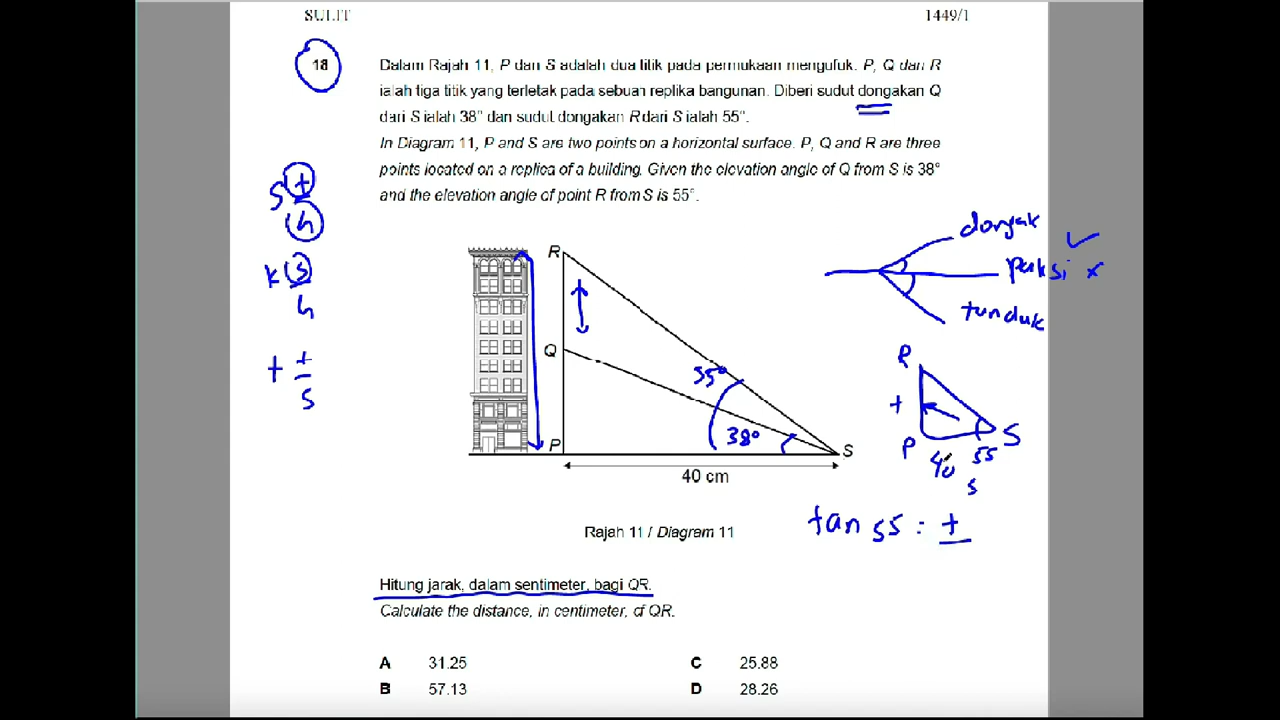 SULIT 1449/1
18 Dalam Rajah 11, P dan S adalah dua titik pada permukaan mengufuk. P, Q dan R
ialah tiga titik yang terletak pada sebuah replika bangunan. Diberi sudut dongakan Q
dari S ialah 38° dan sudut dongakan R dari S ialah 55°.
In Diagram 11, P and S are two points on a horizontal surface. P, Q and R are three
points located on a replica of a building. Given the elevation angle of Q from S is 38°
and the elevation angle of point R from S is 55°.
s t
h
k s
h
t t
s
dongak
paksi x
tunduk
R
Q
P
S
55°
38°
40 cm
R
t
P
S
40
55
s
tan 55 = t
Rajah 11 / Diagram 11
Hitung jarak, dalam sentimeter, bagi QR.
Calculate the distance, in centimeter, of QR.
A 31.25 C 25.88
B 57.13 D 28.26